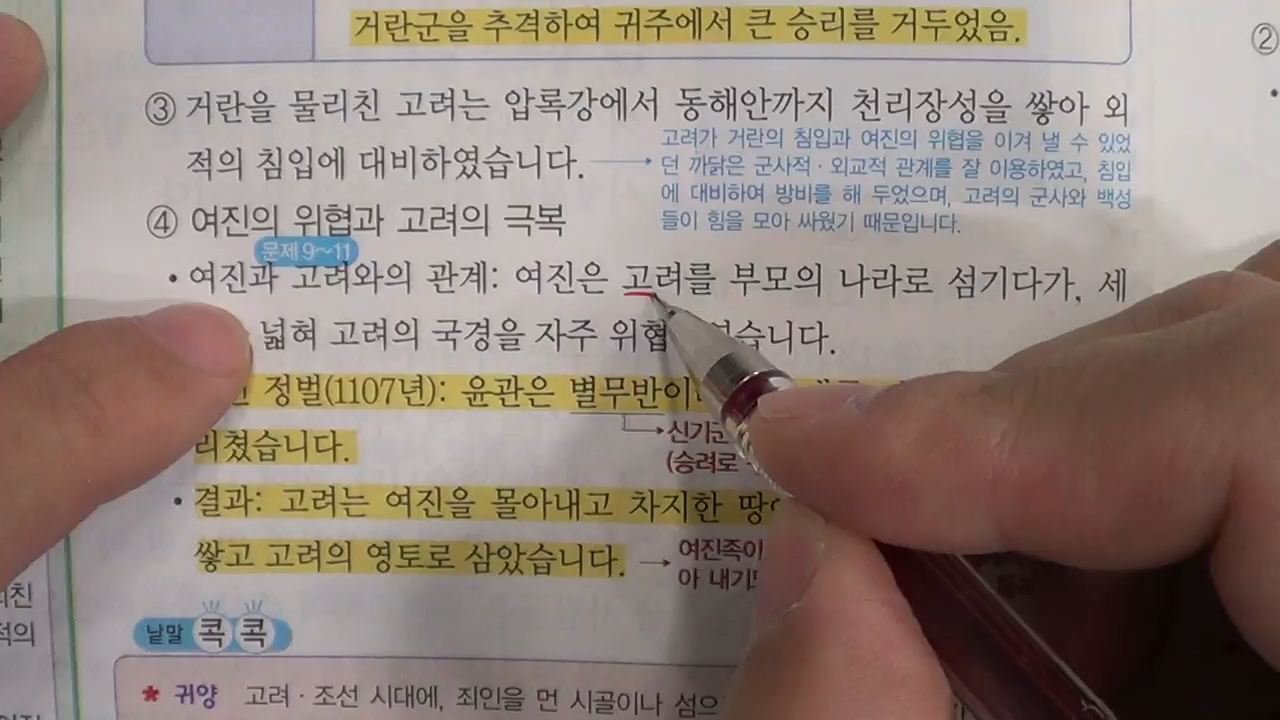 거란군을 추격하여 귀주에서 큰 승리를 거두었음.
②
③ 거란을 물리친 고려는 압록강에서 동해안까지 천리장성을 쌓아 외
적의 침입에 대비하였습니다.
고려가 거란의 침입과 여진의 위협을 이겨 낼 수 있었
던 까닭은 군사적·외교적 관계를 잘 이용하였고, 침입
에 대비하여 방비를 해 두었으며, 고려의 군사와 백성
들이 힘을 모아 싸웠기 때문입니다.
④ 여진의 위협과 고려의 극복
문제 9~11
• 여진과 고려와의 관계: 여진은 고려를 부모의 나라로 섬기다가, 세
넓혀 고려의 국경을 자주 위협 습니다.
정벌(1107년): 윤관은 별무반이
리쳤습니다.
신기군
(승려로
• 결과: 고려는 여진을 몰아내고 차지한 땅
쌓고 고려의 영토로 삼았습니다.
여진족이
아 내기
낱말 콕콕
* 귀양 고려·조선 시대에, 죄인을 먼 시골이나 섬으